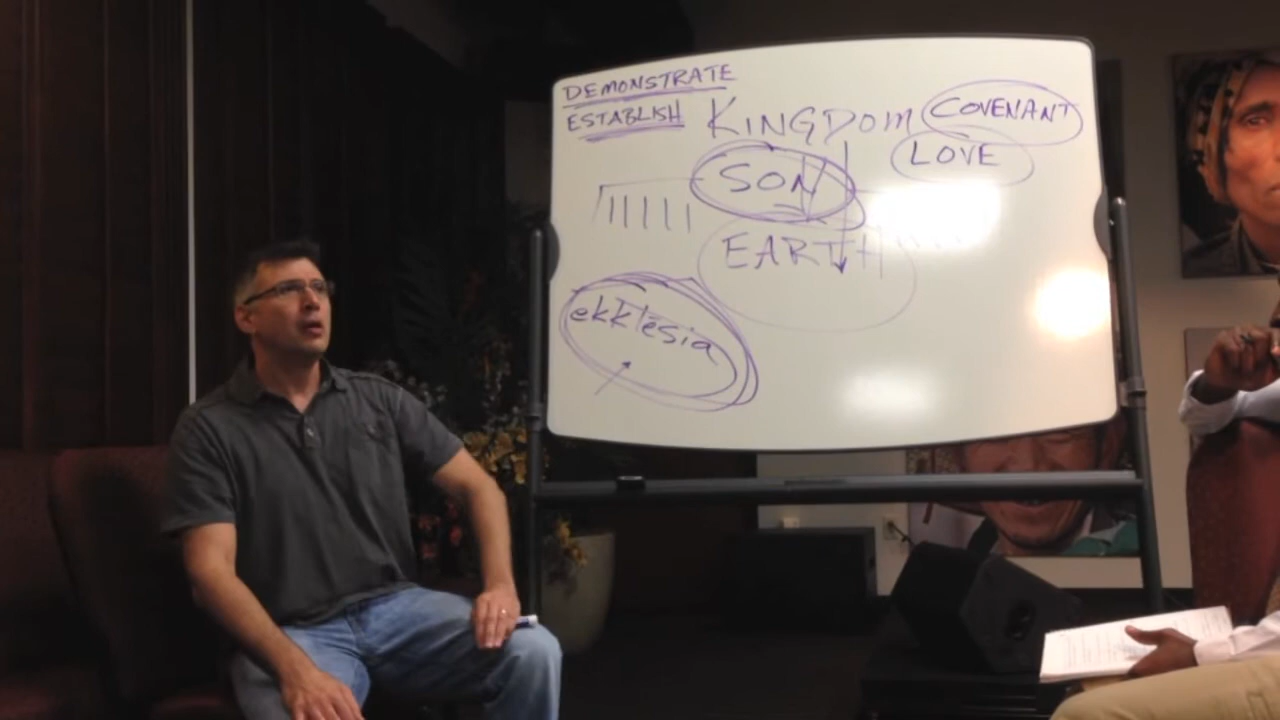 DEMONSTRATE
ESTABLISH KINGDOM COVENANT
LOVE
SON
EARTH
ekklesia